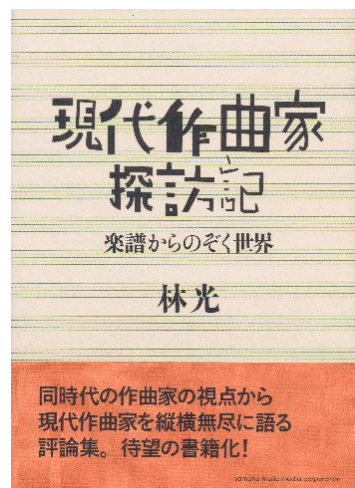 現代作曲家
探訪記
楽譜からのぞく世界
林光
同時代の作曲家の視点から
現代作曲家を縦横無尽に語る
評論集。待望の書籍化!
yamaha music media corporation